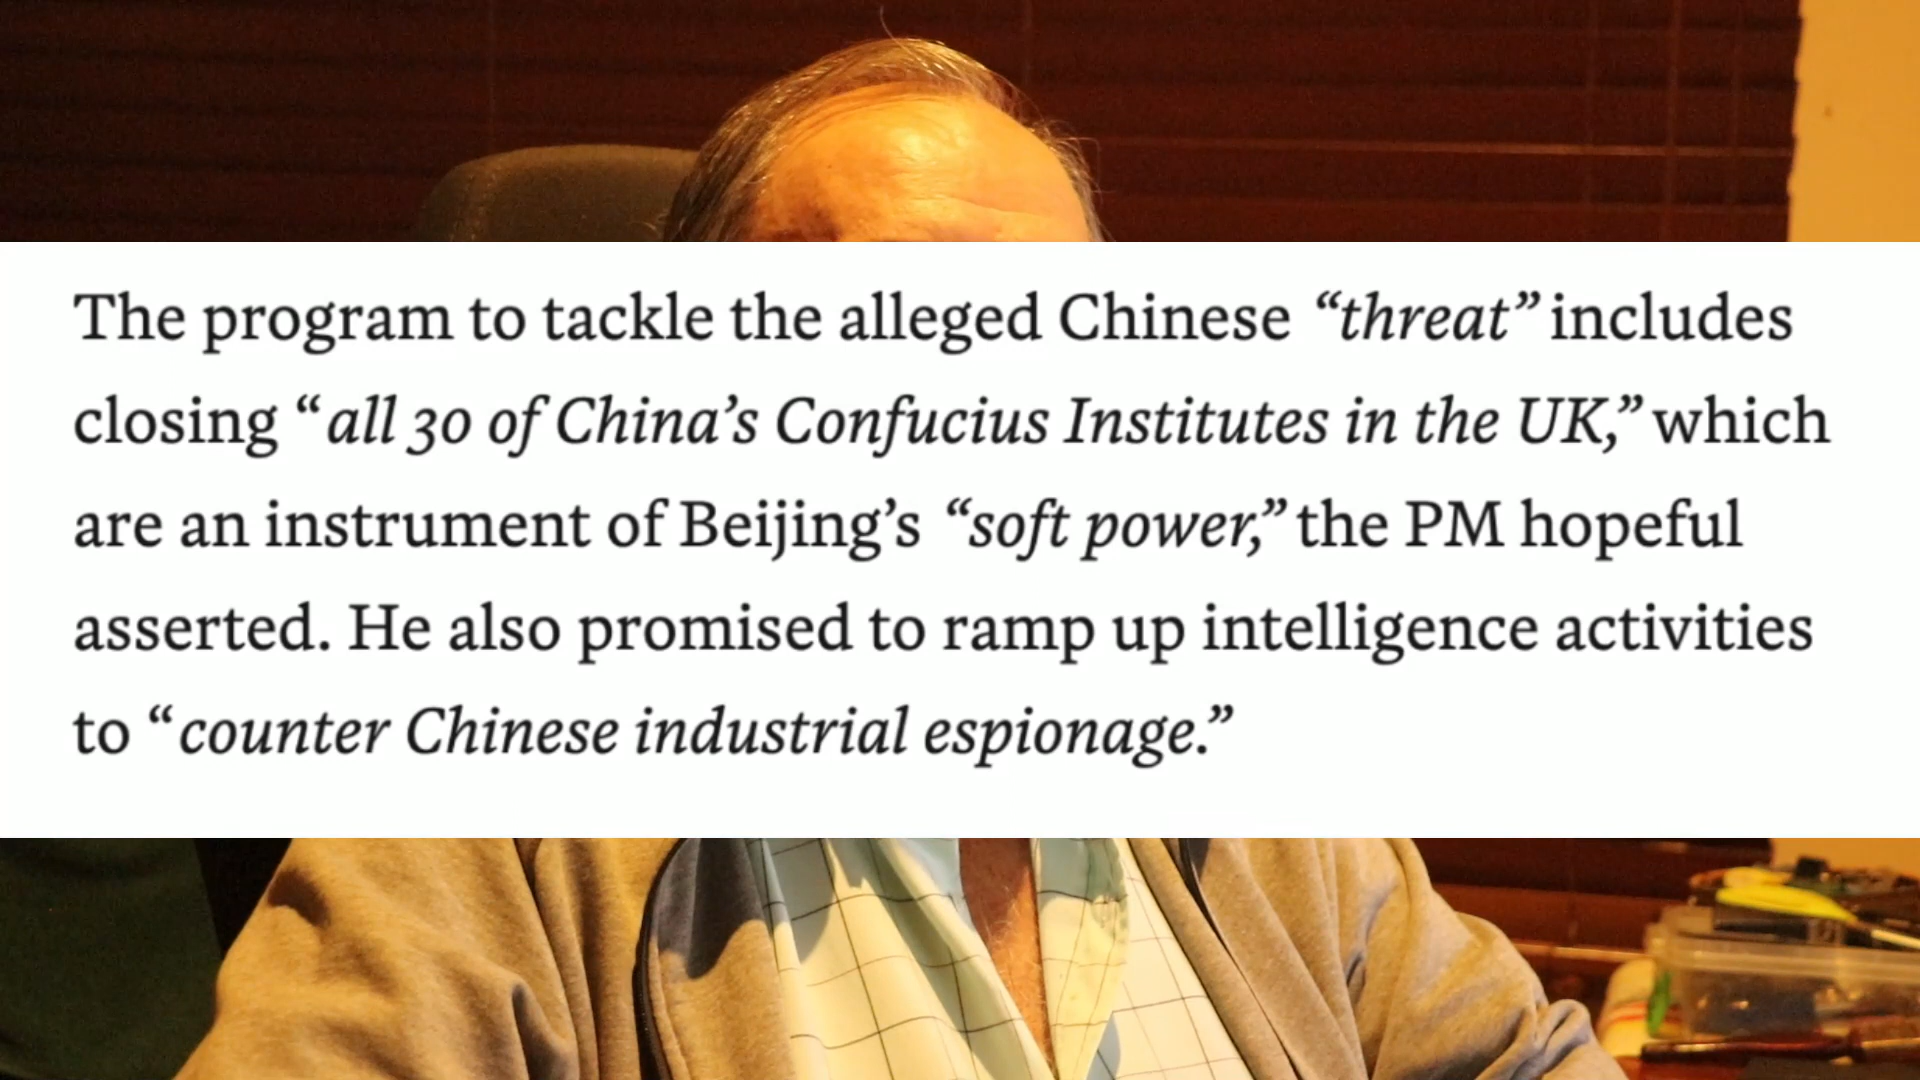 The program to tackle the alleged Chinese “threat” includes
closing “all 30 of China’s Confucius Institutes in the UK,” which
are an instrument of Beijing’s “soft power,” the PM hopeful
asserted. He also promised to ramp up intelligence activities
to “counter Chinese industrial espionage.”